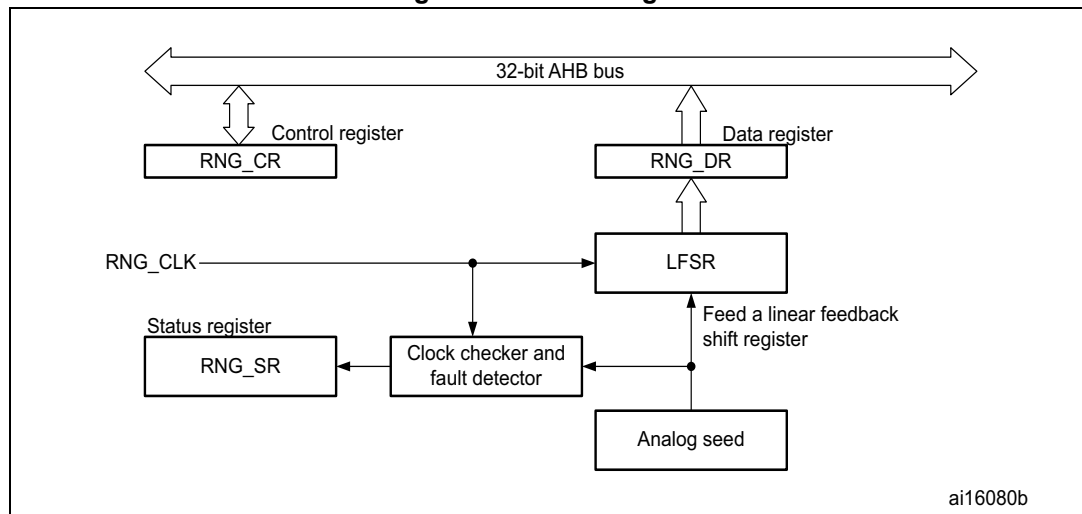 32-bit AHB bus
Control register
Data register
RNG_CR
RNG_DR
RNG_CLK
LFSR
Feed a linear feedback
shift register
Status register
RNG_SR
Clock checker and
fault detector
Analog seed
ai16080b